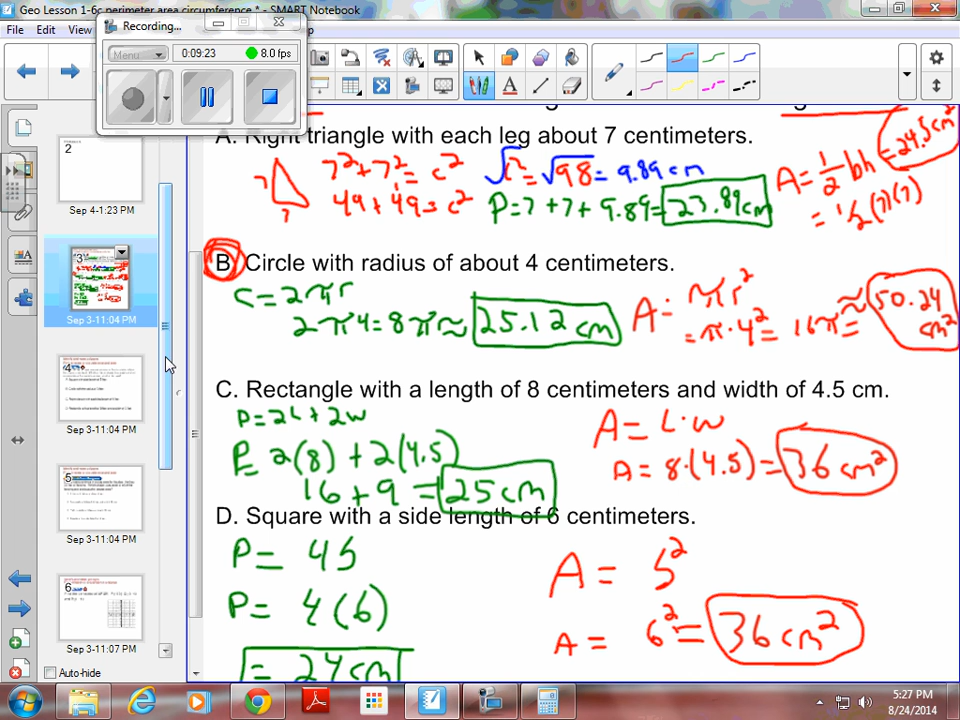 Geo Lesson 1-6c perimeter area circumference * - SMART Notebook
File Edit View
Recording...
Menu 0:09:23 8.0 fps
2
Sep 4-1:23 PM
3
Sep 3-11:04 PM
4
Sep 3-11:04 PM
5
Sep 3-11:04 PM
6
Sep 3-11:07 PM
Auto-hide
A. Right triangle with each leg about 7 centimeters.
7 7
7² + 7² = c²
49 + 49 = c²
√c² = √98 = 9.89 cm
P = 7 + 7 + 9.89 = 23.89 cm
A = 1/2 bh = 24.5 cm²
= 1/2 (7)(7)
B. Circle with radius of about 4 centimeters.
C = 2πr
2π4 = 8π ≈ 25.12 cm
A = πr²
= π·4² = 16π = ≈ 50.24 cm²
C. Rectangle with a length of 8 centimeters and width of 4.5 cm.
P = 2L + 2W
P = 2(8) + 2(4.5)
16 + 9 = 25 cm
A = L·W
A = 8·(4.5) = 36 cm²
D. Square with a side length of 6 centimeters.
P = 4S
P = 4(6)
= 24 cm
A = S²
A = 6² = 36 cm²
5:27 PM
8/24/2014